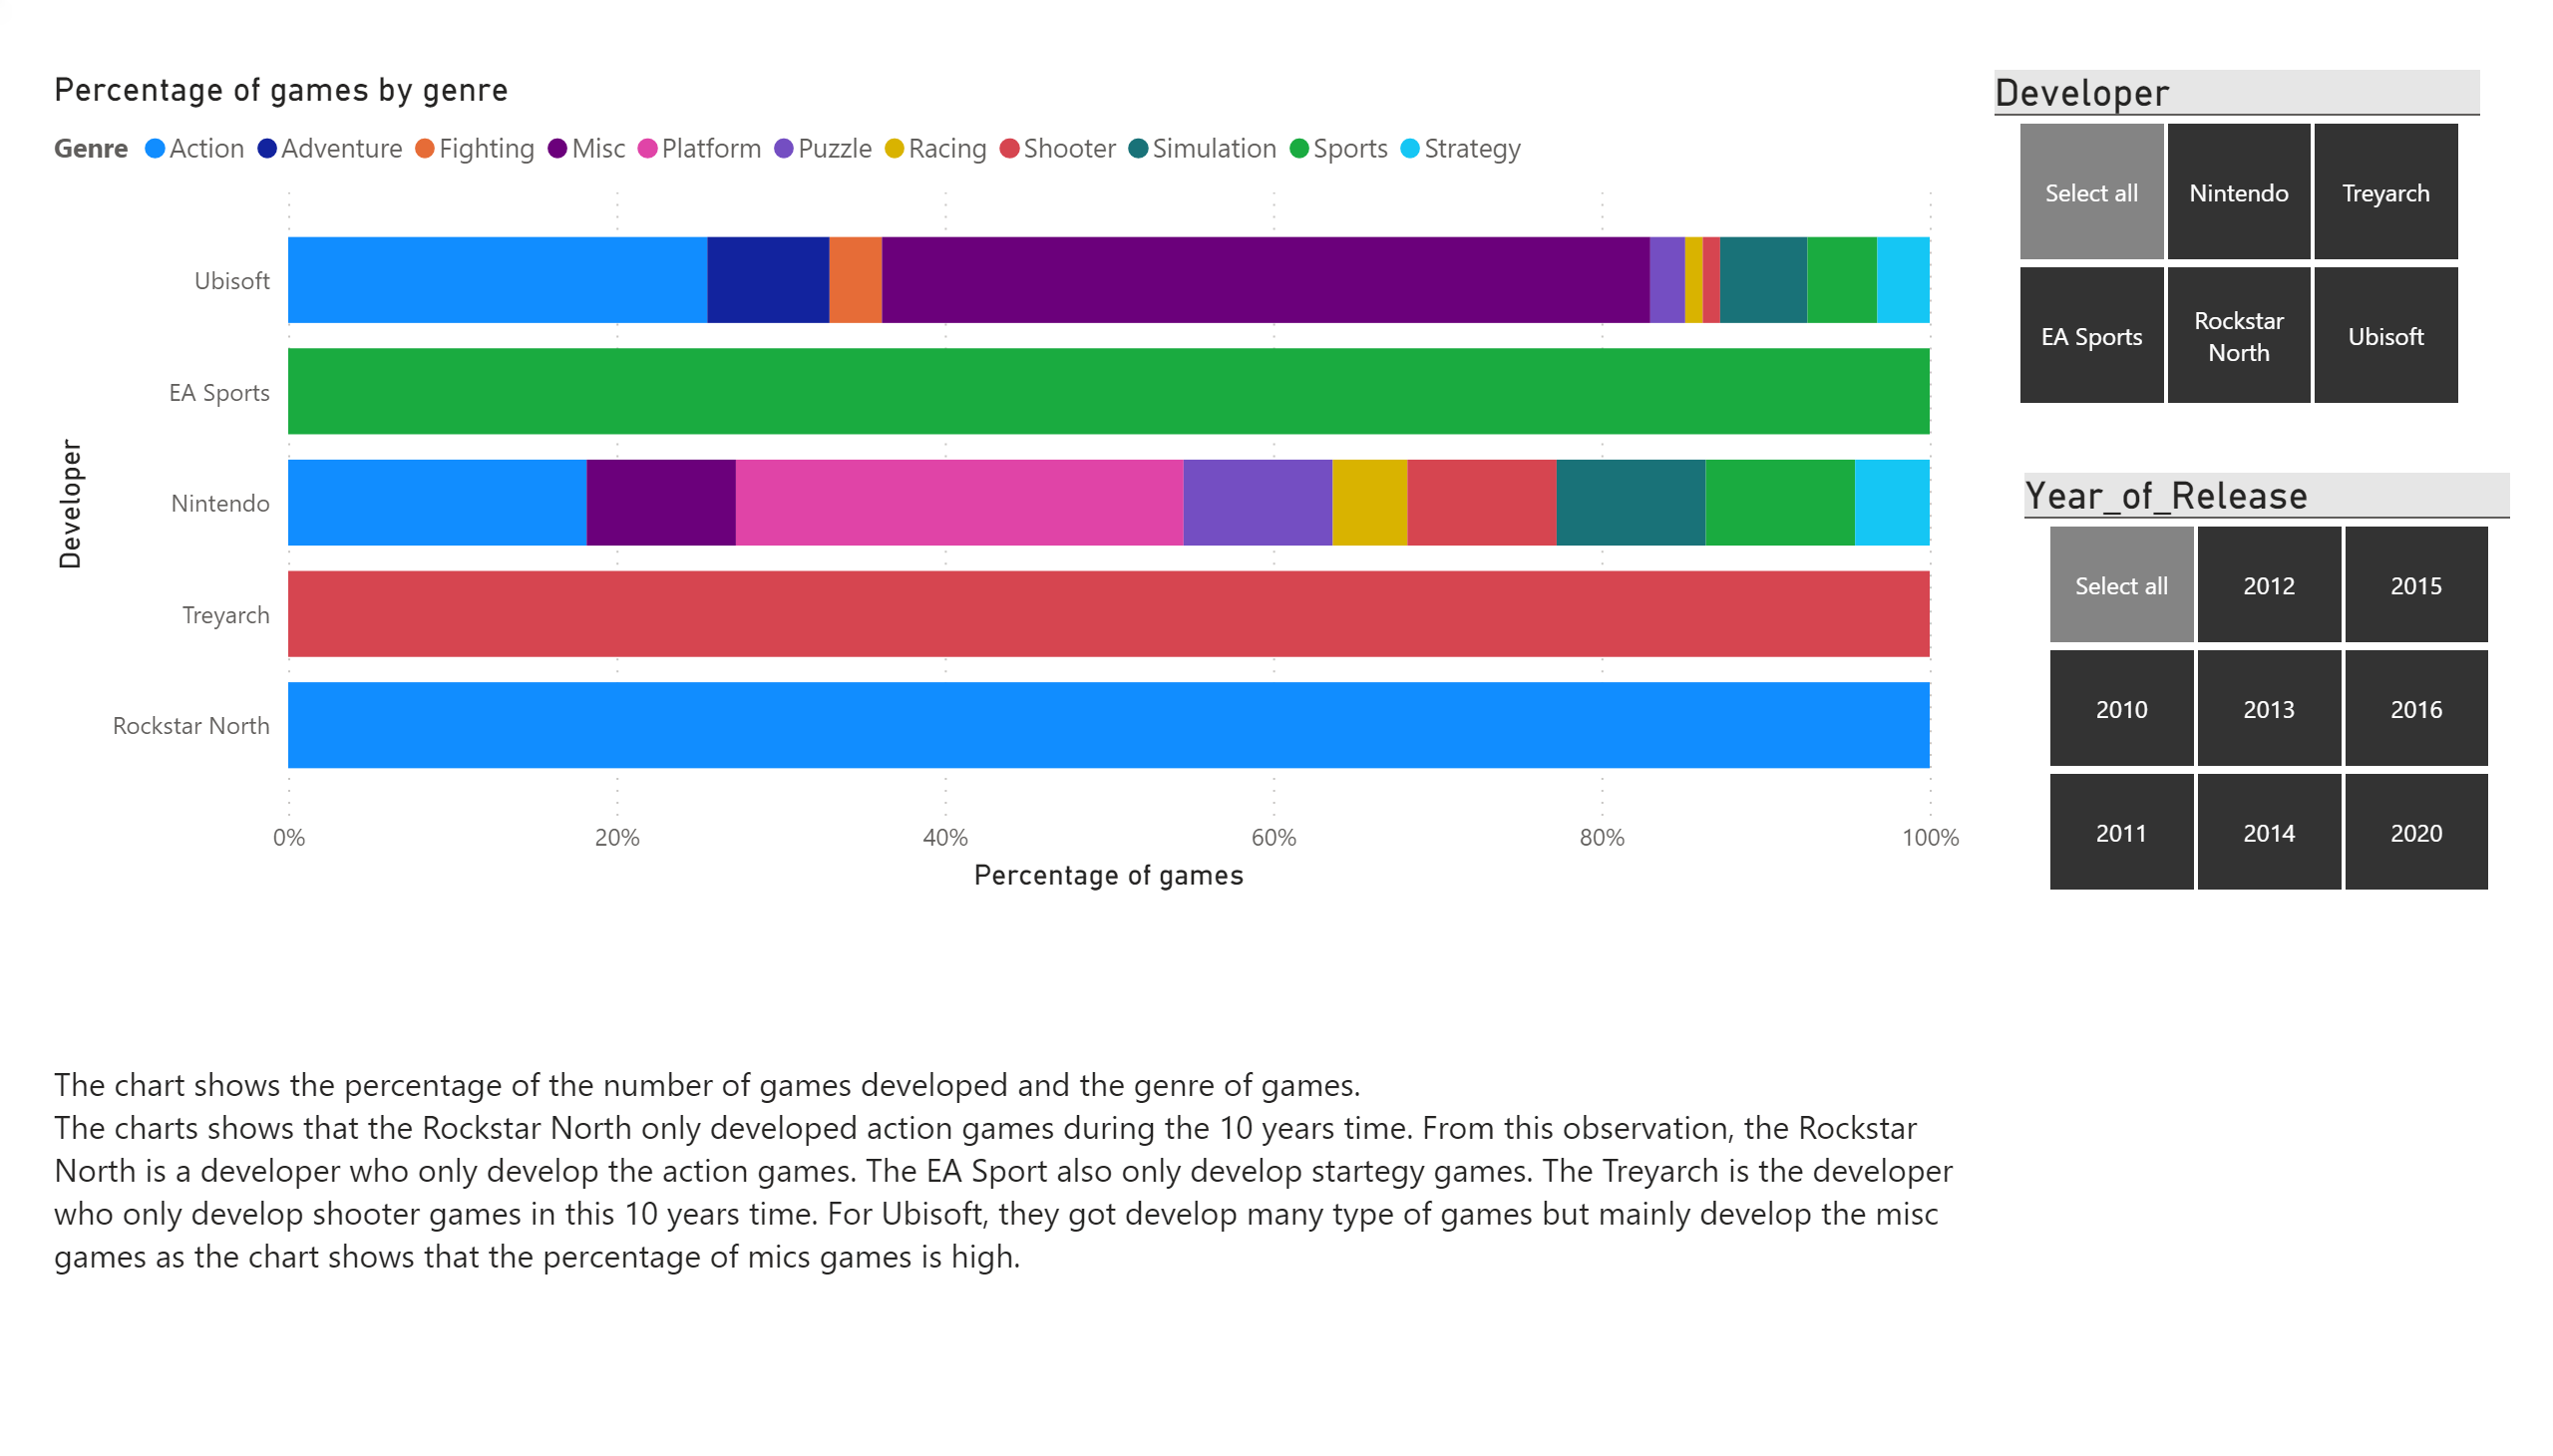 Percentage of games by genre
Genre Action Adventure Fighting Misc Platform Puzzle Racing Shooter Simulation Sports Strategy
Developer
Ubisoft
EA Sports
Nintendo
Treyarch
Rockstar North
0% 20% 40% 60% 80% 100%
Percentage of games
Developer
Select all Nintendo Treyarch
EA Sports Rockstar North Ubisoft
Year_of_Release
Select all 2012 2015
2010 2013 2016
2011 2014 2020
The chart shows the percentage of the number of games developed and the genre of games.
The charts shows that the Rockstar North only developed action games during the 10 years time. From this observation, the Rockstar
North is a developer who only develop the action games. The EA Sport also only develop startegy games. The Treyarch is the developer
who only develop shooter games in this 10 years time. For Ubisoft, they got develop many type of games but mainly develop the misc
games as the chart shows that the percentage of mics games is high.